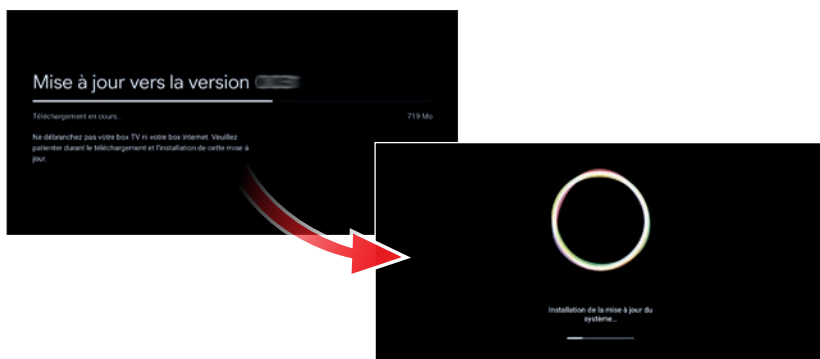 Mise à jour vers la version
Téléchargement en cours...
719 Mo
Ne débranchez pas votre box TV ni votre box Internet. Veuillez
patienter durant le téléchargement et l'installation de cette mise à
jour.
Installation de la mise à jour du
système...